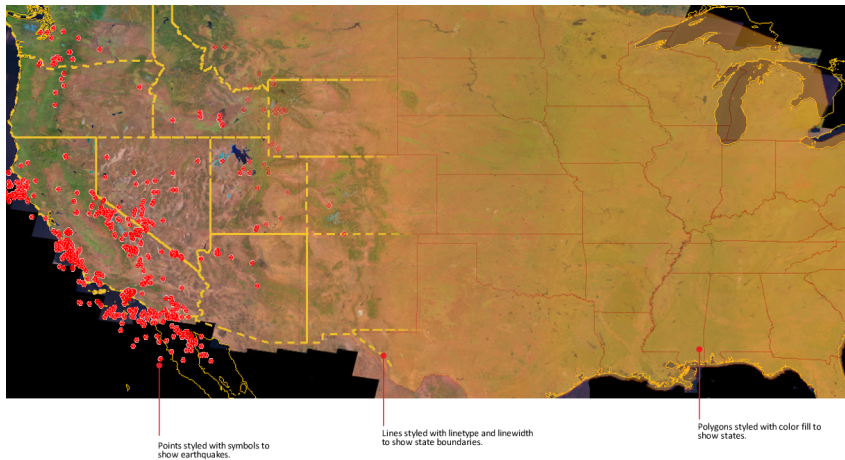 Points styled with symbols to
show earthquakes.
Lines styled with linetype and linewidth
to show state boundaries.
Polygons styled with color fill to
show states.